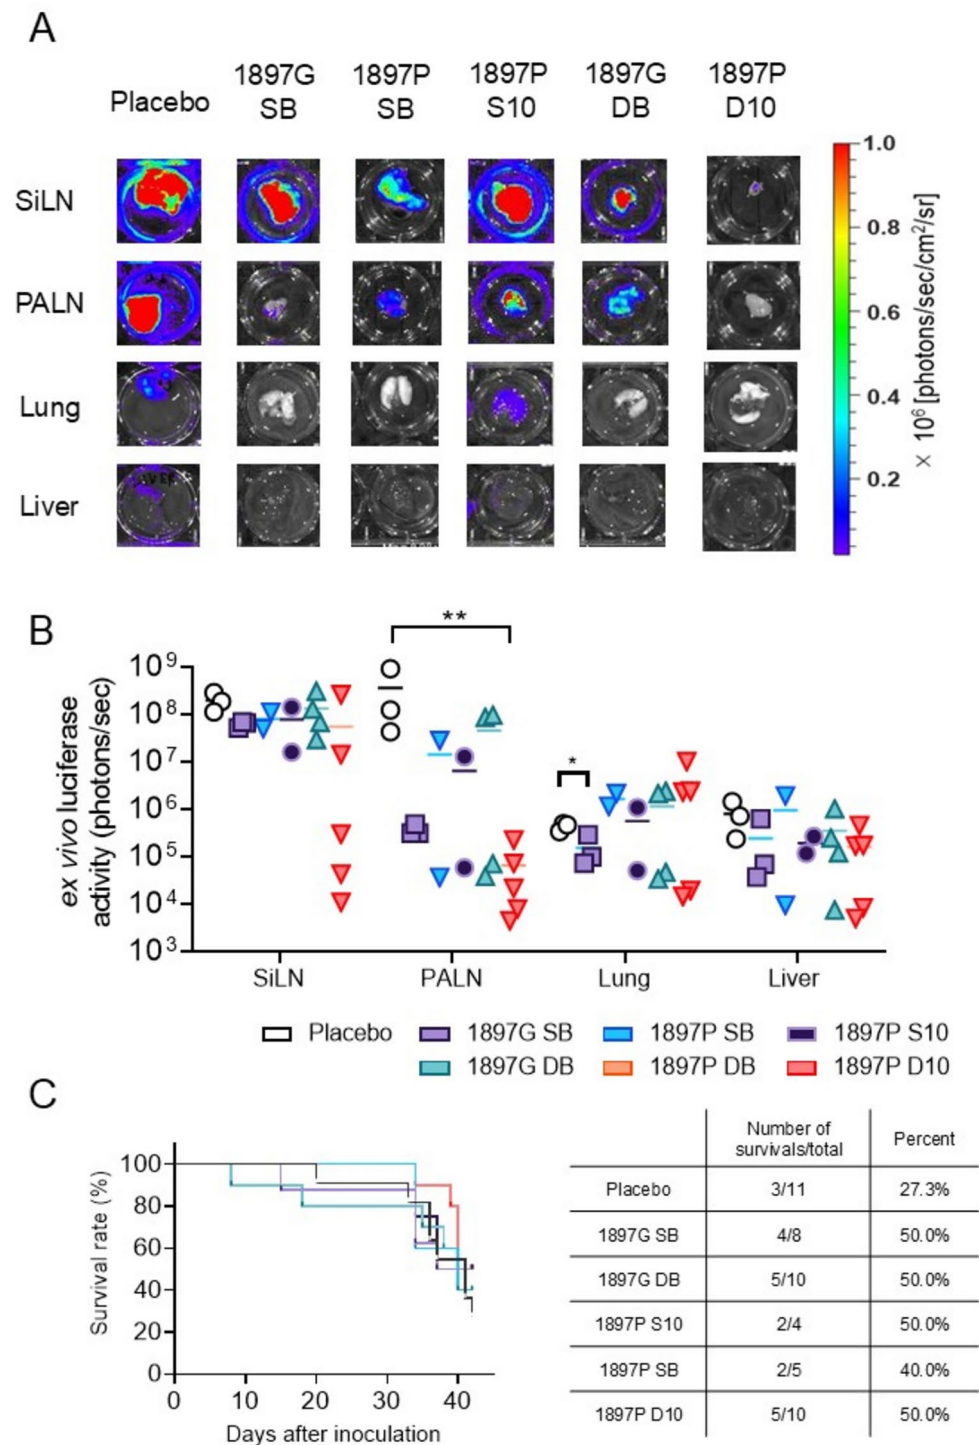 A
Placebo
1897G
SB
1897P
SB
1897P
S10
1897G
DB
1897P
D10
SiLN
PALN
Lung
Liver
1.0
0.8
0.6
0.4
0.2
× 10⁶ [photons/sec/cm²/sr]
B
ex vivo luciferase
activity (photons/sec)
10⁹
10⁸
10⁷
10⁶
10⁵
10⁴
10³
**
*
SiLN PALN Lung Liver
Placebo 1897G SB 1897P SB 1897P S10
1897G DB 1897P DB 1897P D10
C
Survival rate (%)
100
80
60
40
20
0
0 10 20 30 40
Days after inoculation
Number of
survivals/total Percent
Placebo 3/11 27.3%
1897G SB 4/8 50.0%
1897G DB 5/10 50.0%
1897P S10 2/4 50.0%
1897P SB 2/5 40.0%
1897P D10 5/10 50.0%